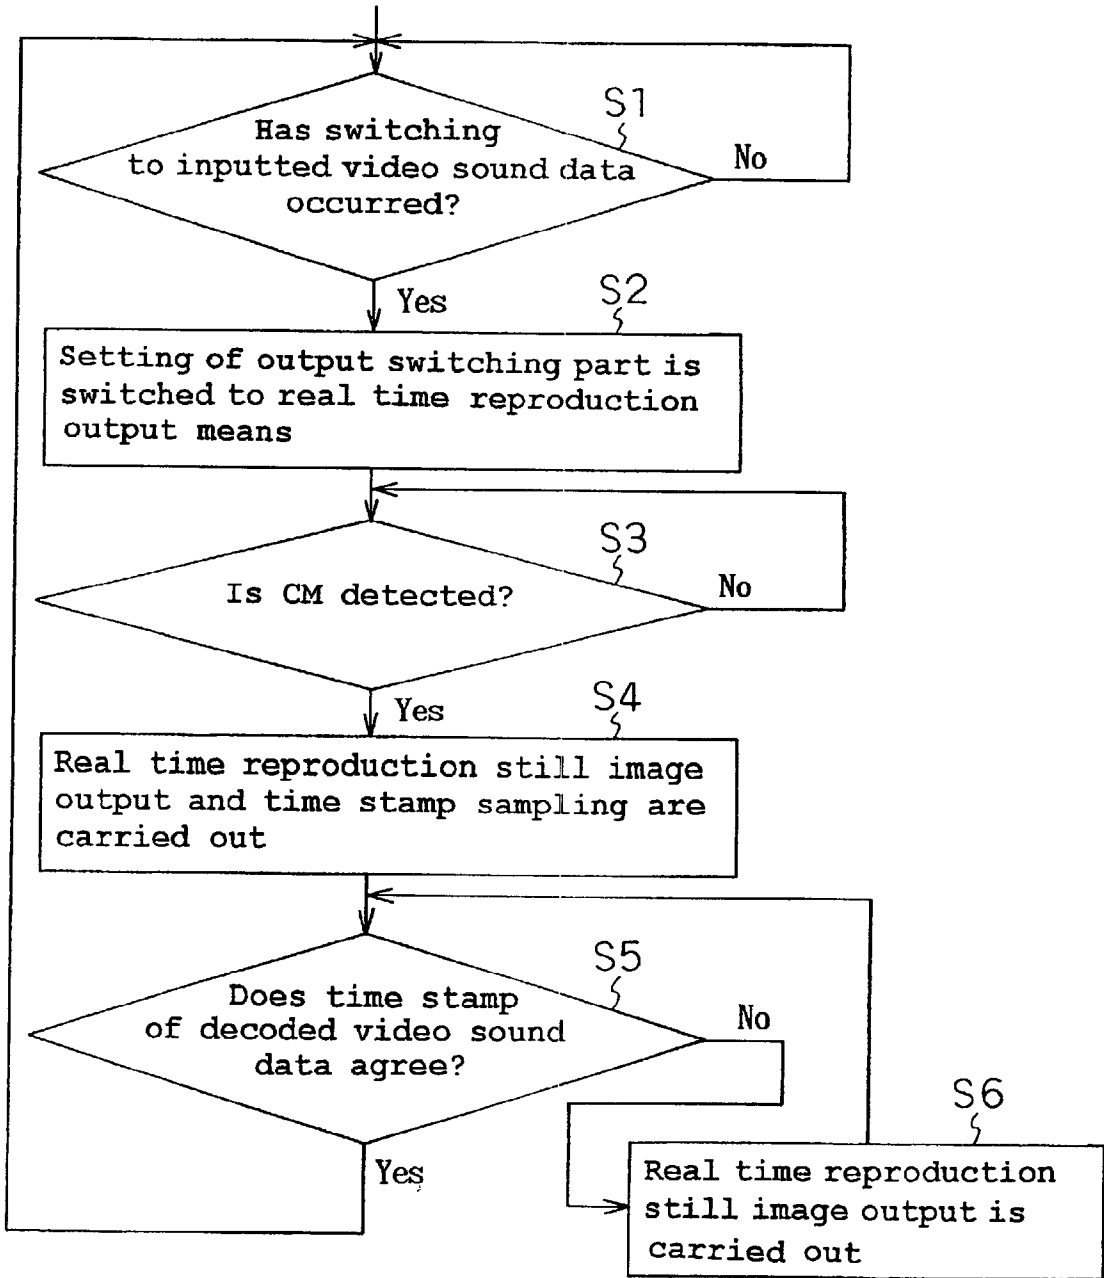 S1
Has switching
to inputted video sound data
occurred?
No
Yes
S2
Setting of output switching part is
switched to real time reproduction
output means
S3
Is CM detected?
No
Yes
S4
Real time reproduction still image
output and time stamp sampling are
carried out
S5
Does time stamp
of decoded video sound
data agree?
No
Yes
S6
Real time reproduction
still image output is
carried out